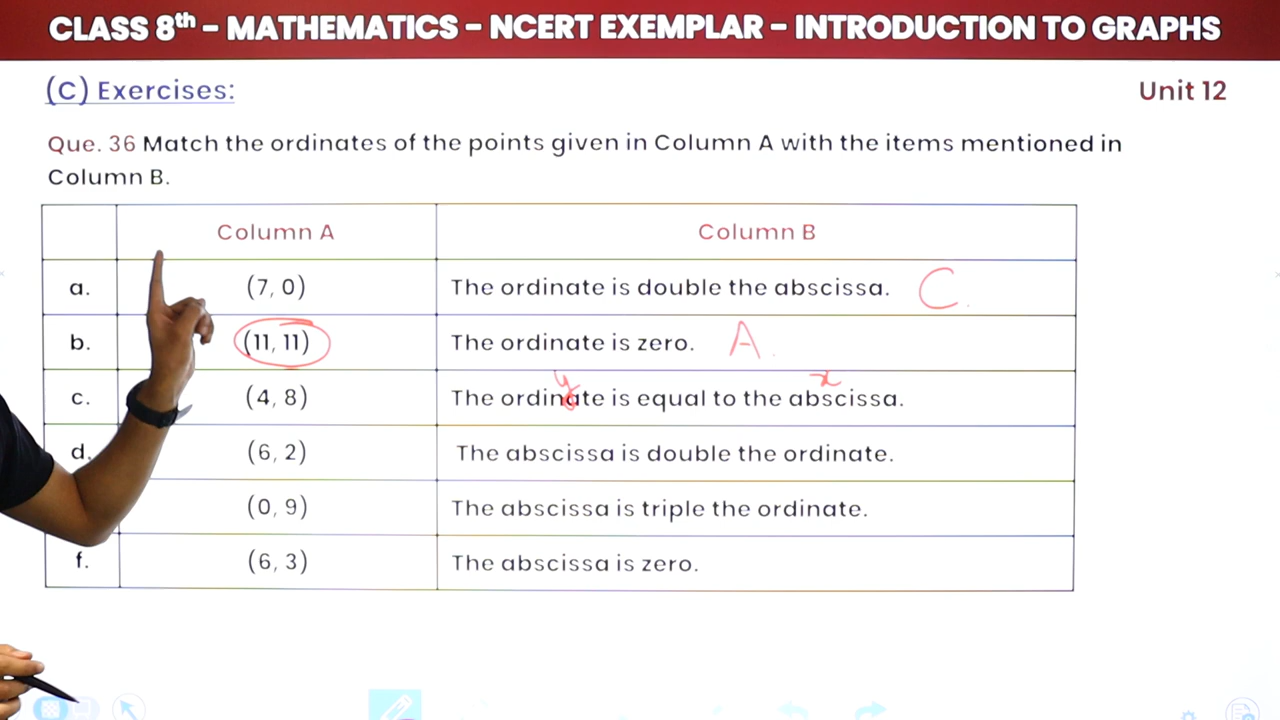 CLASS 8th – MATHEMATICS – NCERT EXEMPLAR – INTRODUCTION TO GRAPHS
(C) Exercises:
Unit 12
Que. 36 Match the ordinates of the points given in Column A with the items mentioned in
Column B.
Column A Column B
a. (7, 0) The ordinate is double the abscissa. C.
b. (11, 11) The ordinate is zero. A.
y x
c. (4, 8) The ordinate is equal to the abscissa.
d. (6, 2) The abscissa is double the ordinate.
(0, 9) The abscissa is triple the ordinate.
f. (6, 3) The abscissa is zero.